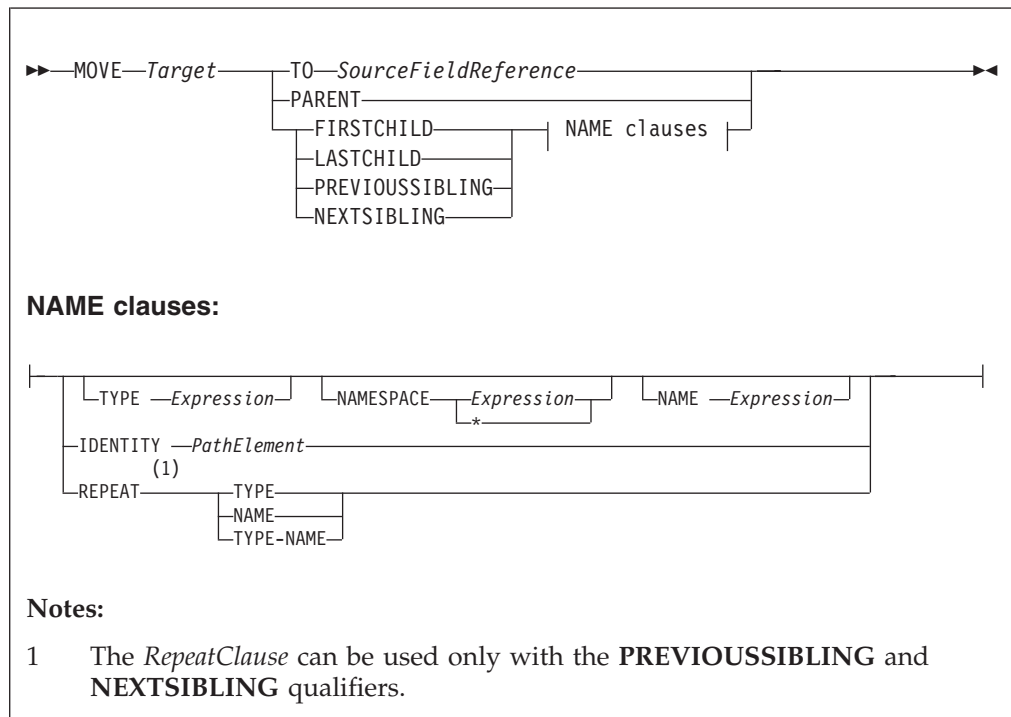 MOVE Target TO SourceFieldReference
PARENT
FIRSTCHILD NAME clauses
LASTCHILD
PREVIOUSSIBLING
NEXTSIBLING
NAME clauses:
TYPE Expression NAMESPACE Expression NAME Expression
*
IDENTITY PathElement
(1)
REPEAT TYPE
NAME
TYPE-NAME
Notes:
1 The RepeatClause can be used only with the PREVIOUSSIBLING and
NEXTSIBLING qualifiers.